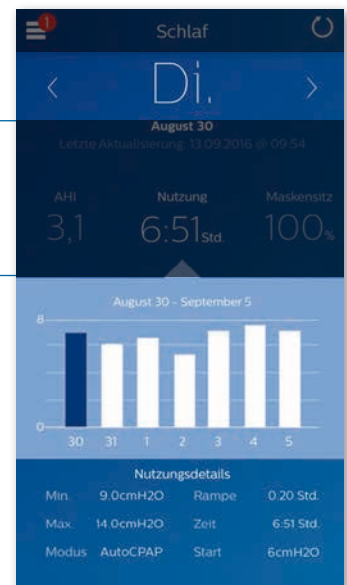 1
Schlaf
Di.
August 30
Letzte Aktualisierung: 13.09.2016 @ 09:54
AHI Nutzung Maskensitz
3,1 6:51 Std. 100%
August 30 - September 5
8
0
30 31 1 2 3 4 5
Nutzungsdetails
Min. 9.0cmH2O Rampe 0:20 Std.
Max. 14.0cmH2O Zeit 6:51 Std.
Modus AutoCPAP Start 6cmH2O